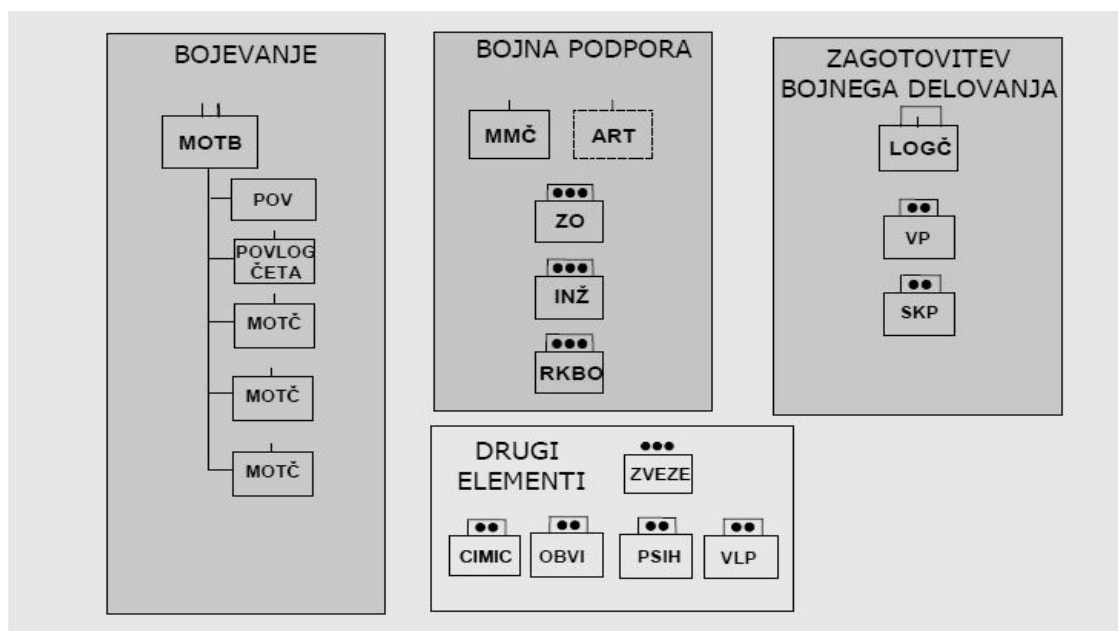 BOJEVANJE
MOTB
POV
POVLOG
ČETA
MOTČ
MOTČ
MOTČ
BOJNA PODPORA
MMČ
ART
ZO
INŽ
RKBO
ZAGOTOVITEV
BOJNEGA DELOVANJA
LOGČ
VP
SKP
DRUGI
ELEMENTI
ZVEZE
CIMIC
OBVI
PSIH
VLP